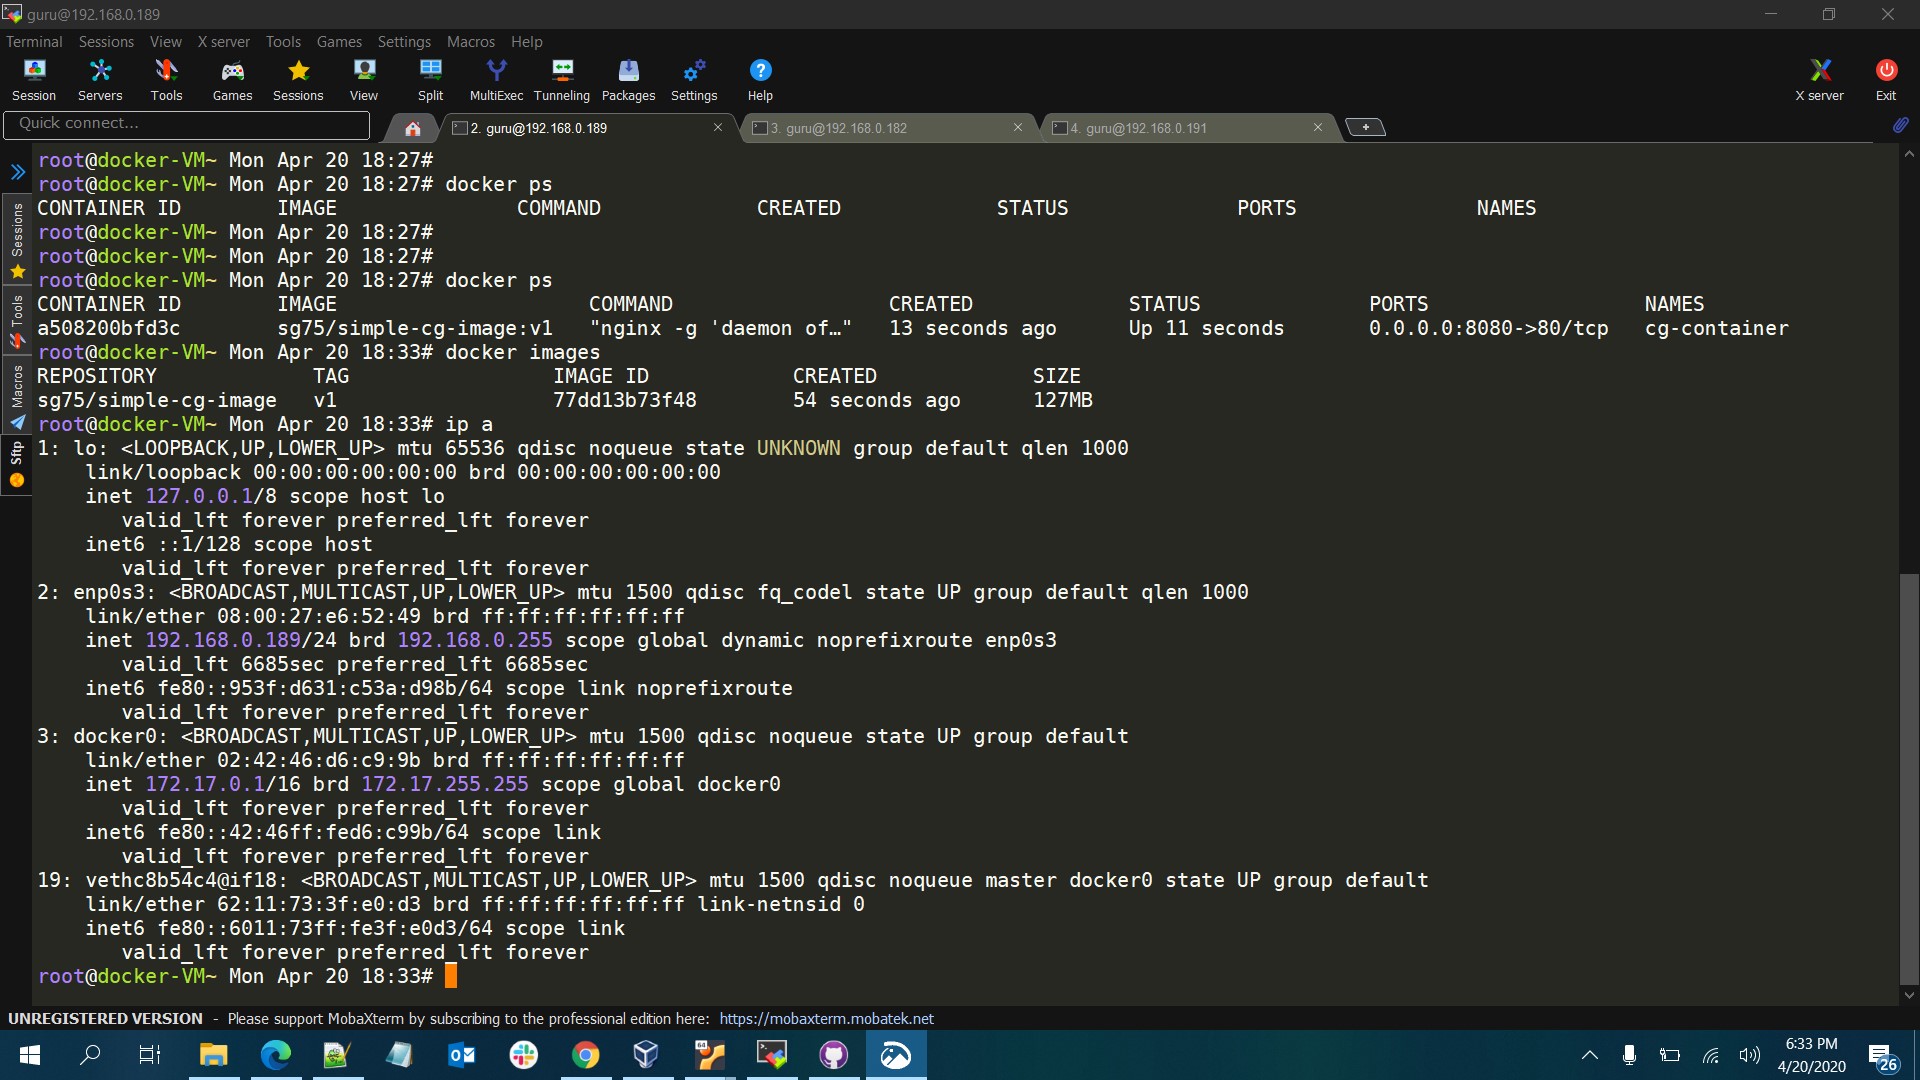 guru@192.168.0.189
Terminal Sessions View X server Tools Games Settings Macros Help
Session Servers Tools Games Sessions View Split MultiExec Tunneling Packages Settings Help X server Exit
Quick connect...
2. guru@192.168.0.189
3. guru@192.168.0.182
4. guru@192.168.0.191
Sessions
Tools
Macros
Sftp
root@docker-VM~ Mon Apr 20 18:27#
root@docker-VM~ Mon Apr 20 18:27# docker ps
CONTAINER ID        IMAGE               COMMAND             CREATED             STATUS              PORTS               NAMES
root@docker-VM~ Mon Apr 20 18:27#
root@docker-VM~ Mon Apr 20 18:27#
root@docker-VM~ Mon Apr 20 18:27# docker ps
CONTAINER ID        IMAGE                     COMMAND                  CREATED             STATUS              PORTS                  NAMES
a508200bfd3c        sg75/simple-cg-image:v1   "nginx -g 'daemon of…"   13 seconds ago      Up 11 seconds       0.0.0.0:8080->80/tcp   cg-container
root@docker-VM~ Mon Apr 20 18:33# docker images
REPOSITORY             TAG                 IMAGE ID            CREATED             SIZE
sg75/simple-cg-image   v1                  77dd13b73f48        54 seconds ago      127MB
root@docker-VM~ Mon Apr 20 18:33# ip a
1: lo: <LOOPBACK,UP,LOWER_UP> mtu 65536 qdisc noqueue state UNKNOWN group default qlen 1000
    link/loopback 00:00:00:00:00:00 brd 00:00:00:00:00:00
    inet 127.0.0.1/8 scope host lo
       valid_lft forever preferred_lft forever
    inet6 ::1/128 scope host
       valid_lft forever preferred_lft forever
2: enp0s3: <BROADCAST,MULTICAST,UP,LOWER_UP> mtu 1500 qdisc fq_codel state UP group default qlen 1000
    link/ether 08:00:27:e6:52:49 brd ff:ff:ff:ff:ff:ff
    inet 192.168.0.189/24 brd 192.168.0.255 scope global dynamic noprefixroute enp0s3
       valid_lft 6685sec preferred_lft 6685sec
    inet6 fe80::953f:d631:c53a:d98b/64 scope link noprefixroute
       valid_lft forever preferred_lft forever
3: docker0: <BROADCAST,MULTICAST,UP,LOWER_UP> mtu 1500 qdisc noqueue state UP group default
    link/ether 02:42:46:d6:c9:9b brd ff:ff:ff:ff:ff:ff
    inet 172.17.0.1/16 brd 172.17.255.255 scope global docker0
       valid_lft forever preferred_lft forever
    inet6 fe80::42:46ff:fed6:c99b/64 scope link
       valid_lft forever preferred_lft forever
19: vethc8b54c4@if18: <BROADCAST,MULTICAST,UP,LOWER_UP> mtu 1500 qdisc noqueue master docker0 state UP group default
    link/ether 62:11:73:3f:e0:d3 brd ff:ff:ff:ff:ff:ff link-netnsid 0
    inet6 fe80::6011:73ff:fe3f:e0d3/64 scope link
       valid_lft forever preferred_lft forever
root@docker-VM~ Mon Apr 20 18:33#
UNREGISTERED VERSION - Please support MobaXterm by subscribing to the professional edition here: https://mobaxterm.mobatek.net
6:33 PM
4/20/2020
26